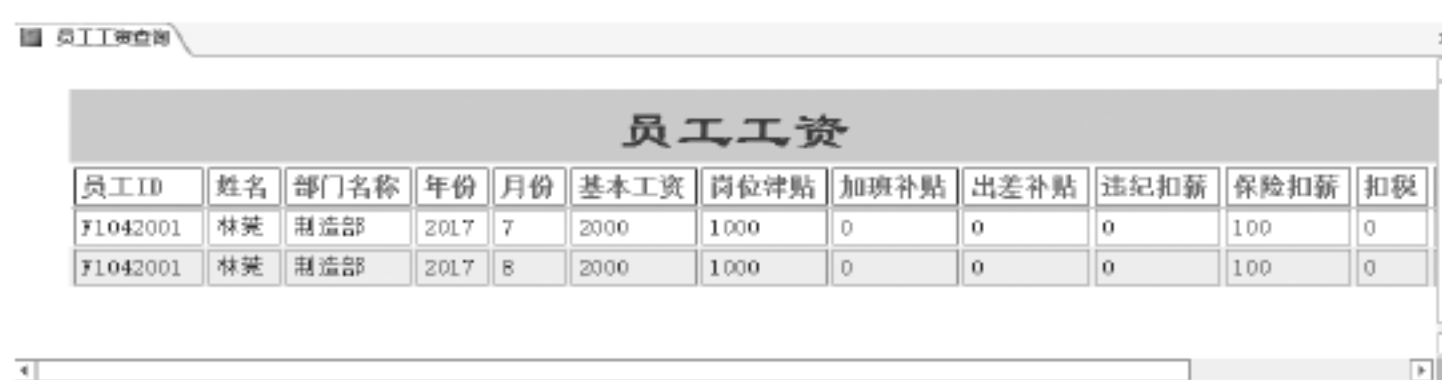 员工工资查询
员工工资
员工ID 姓名 部门名称 年份 月份 基本工资 岗位津贴 加班补贴 出差补贴 违纪扣薪 保险扣薪 扣税
F1042001 林莞 制造部 2017 7 2000 1000 0 0 0 100 0
F1042001 林莞 制造部 2017 8 2000 1000 0 0 0 100 0